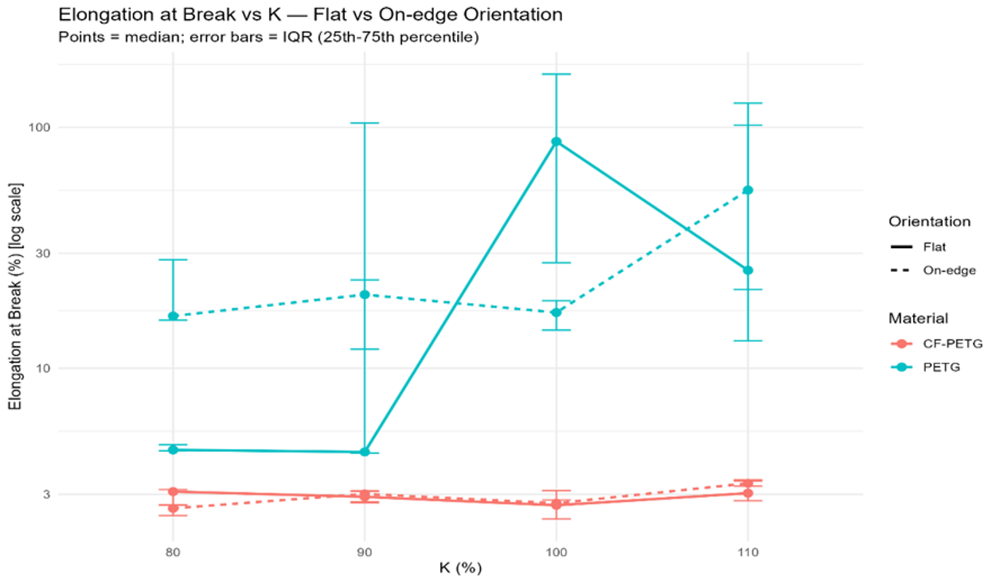 Elongation at Break vs K — Flat vs On-edge Orientation
Points = median; error bars = IQR (25th-75th percentile)
Elongation at Break (%) [log scale]
100
30
10
3
80
90
100
110
K (%)
Orientation
Flat
On-edge
Material
CF-PETG
PETG